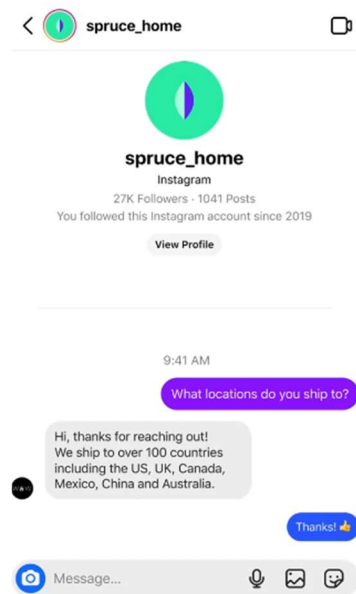 spruce_home
spruce_home
Instagram
27K Followers · 1041 Posts
You followed this Instagram account since 2019
View Profile
9:41 AM
What locations do you ship to?
Hi, thanks for reaching out!
We ship to over 100 countries
including the US, UK, Canada,
Mexico, China and Australia.
Thanks! 👍
Message...